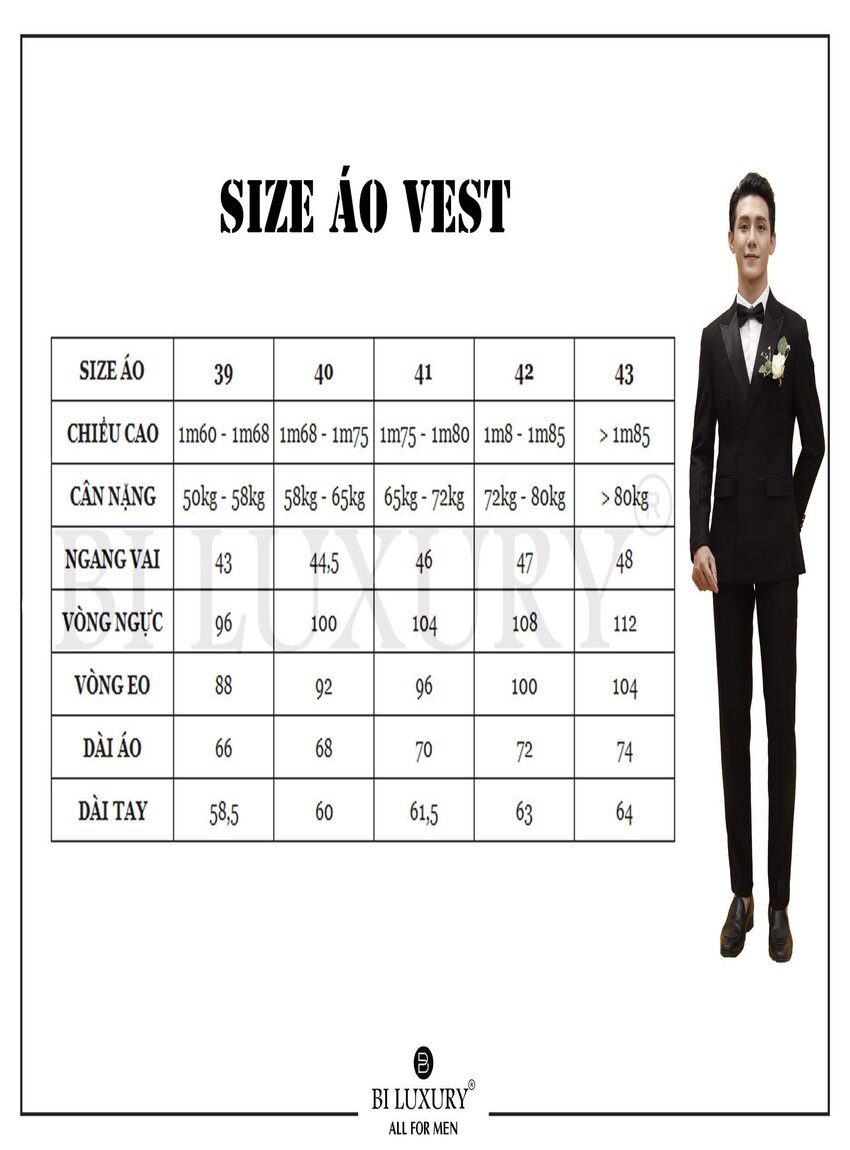 SIZE ÁO VEST
SIZE ÁO 39 40 41 42 43
CHIỀU CAO 1m60 - 1m68 1m68 - 1m75 1m75 - 1m80 1m8 - 1m85 > 1m85
CÂN NẶNG 50kg - 58kg 58kg - 65kg 65kg - 72kg 72kg - 80kg > 80kg
NGANG VAI 43 44,5 46 47 48
VÒNG NGỰC 96 100 104 108 112
VÒNG EO 88 92 96 100 104
DÀI ÁO 66 68 70 72 74
DÀI TAY 58,5 60 61,5 63 64
BI LUXURY®
BI LUXURY®
ALL FOR MEN